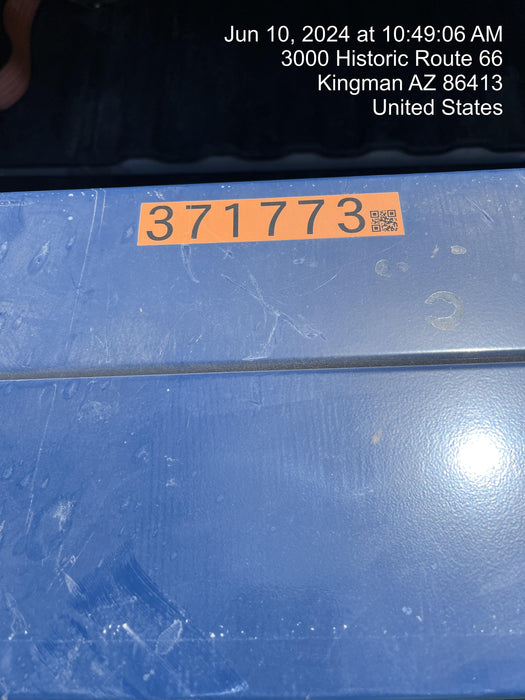 Jun 10, 2024 at 10:49:06 AM
3000 Historic Route 66
Kingman AZ 86413
United States
371773